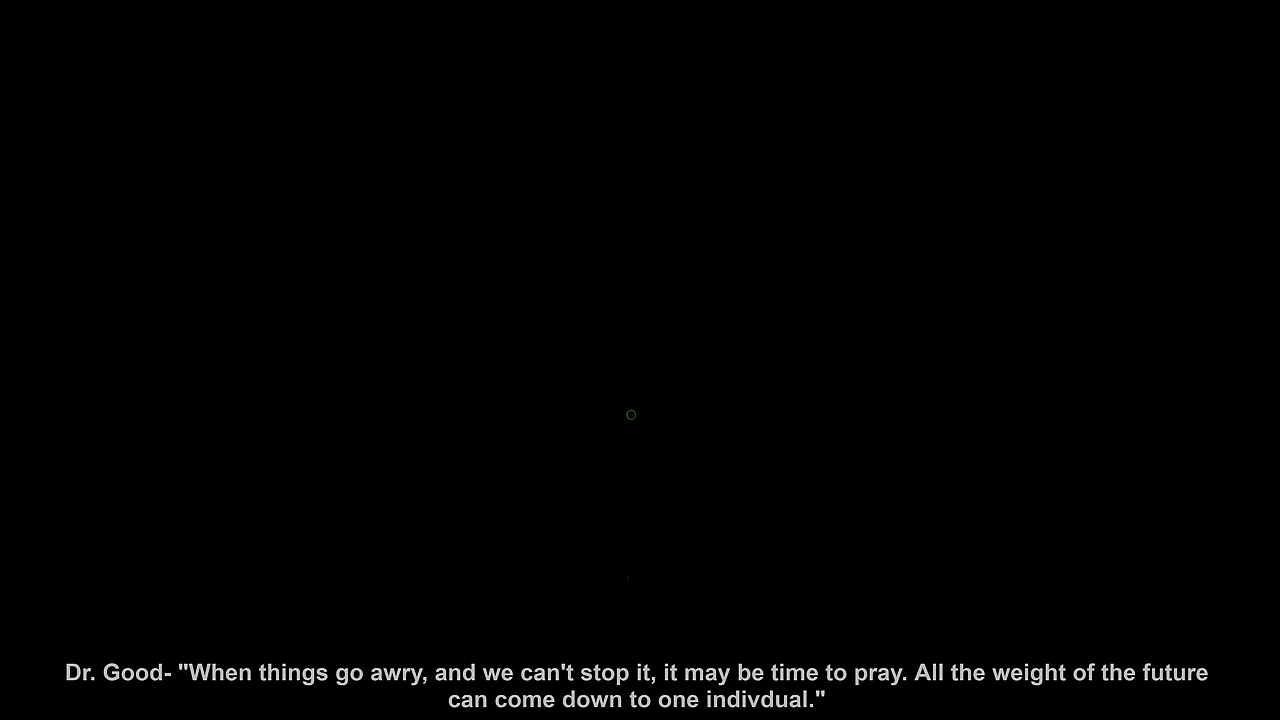 Dr. Good- "When things go awry, and we can't stop it, it may be time to pray. All the weight of the future
can come down to one indivdual."